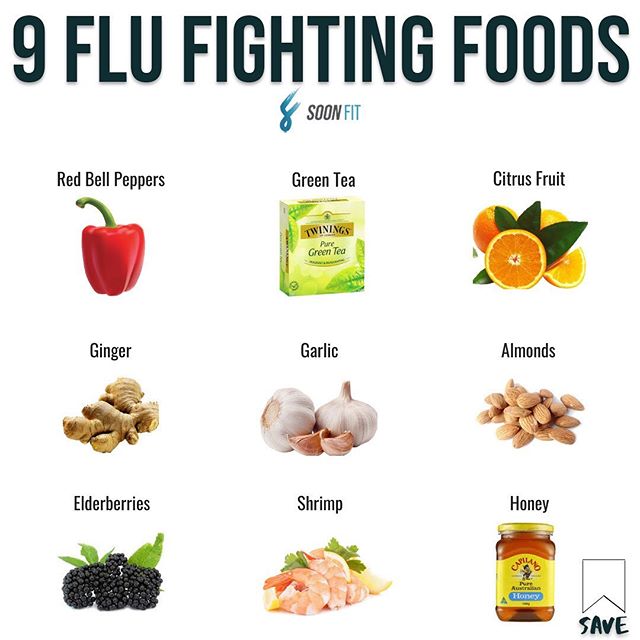 9 FLU FIGHTING FOODS
SOON FIT
Red Bell Peppers
Green Tea
Citrus Fruit
TWININGS
Pure
Green Tea
Ginger
Garlic
Almonds
Elderberries
Shrimp
Honey
CAPILANO
Pure
Australian
Honey
SAVE